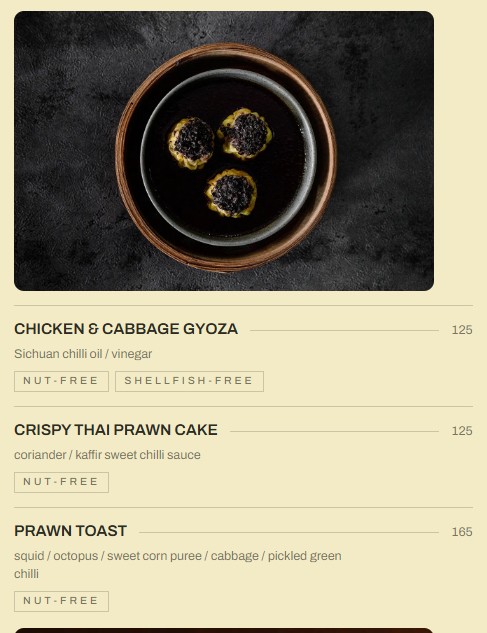 CHICKEN & CABBAGE GYOZA 125
Sichuan chilli oil / vinegar
NUT-FREE SHELLFISH-FREE
CRISPY THAI PRAWN CAKE 125
coriander / kaffir sweet chilli sauce
NUT-FREE
PRAWN TOAST 165
squid / octopus / sweet corn puree / cabbage / pickled green
chilli
NUT-FREE